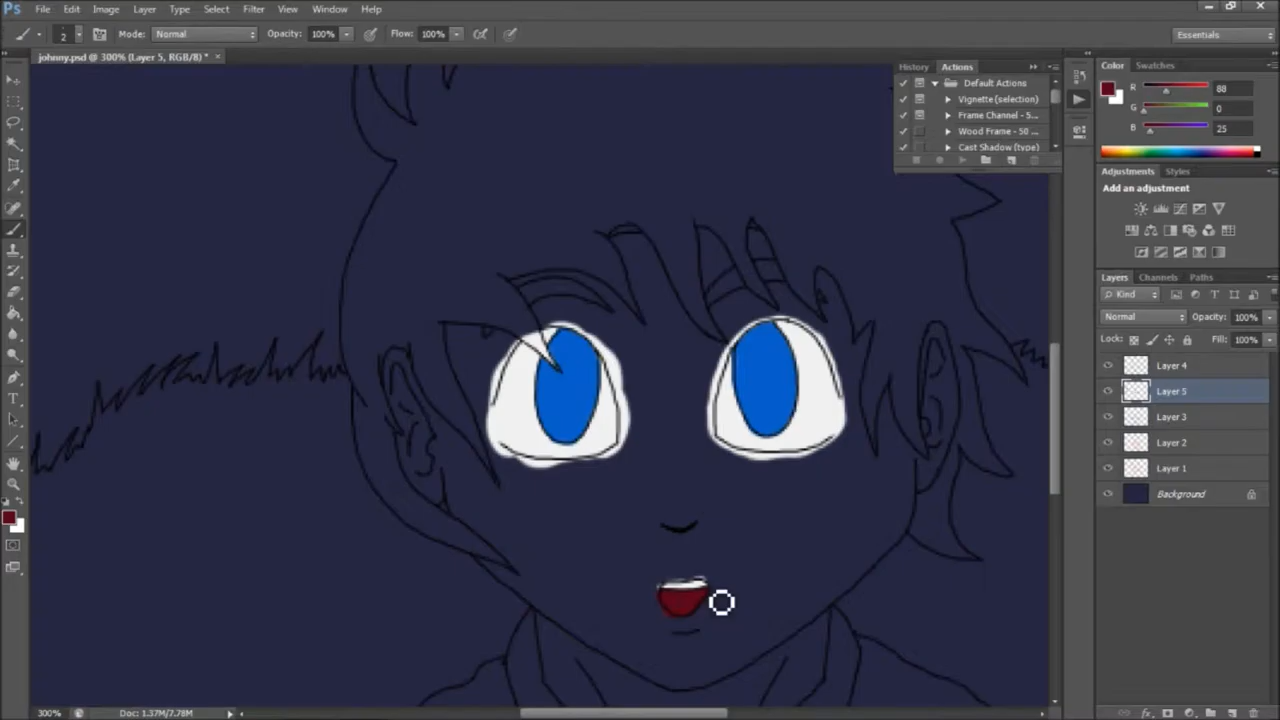 Ps File Edit Image Layer Type Select Filter View Window Help
2 Mode: Normal Opacity: 100% Flow: 100% Essentials
johnny.psd @ 300% (Layer 5, RGB/8) * ×
History Actions
Default Actions
Vignette (selection)
Frame Channel - 5...
Wood Frame - 50 ...
Cast Shadow (type)
Color Swatches
R 88
G 0
B 25
Adjustments Styles
Add an adjustment
Layers Channels Paths
Kind
Normal Opacity: 100%
Lock: Fill: 100%
Layer 4
Layer 5
Layer 3
Layer 2
Layer 1
Background
300% Doc: 1.37M/7.78M